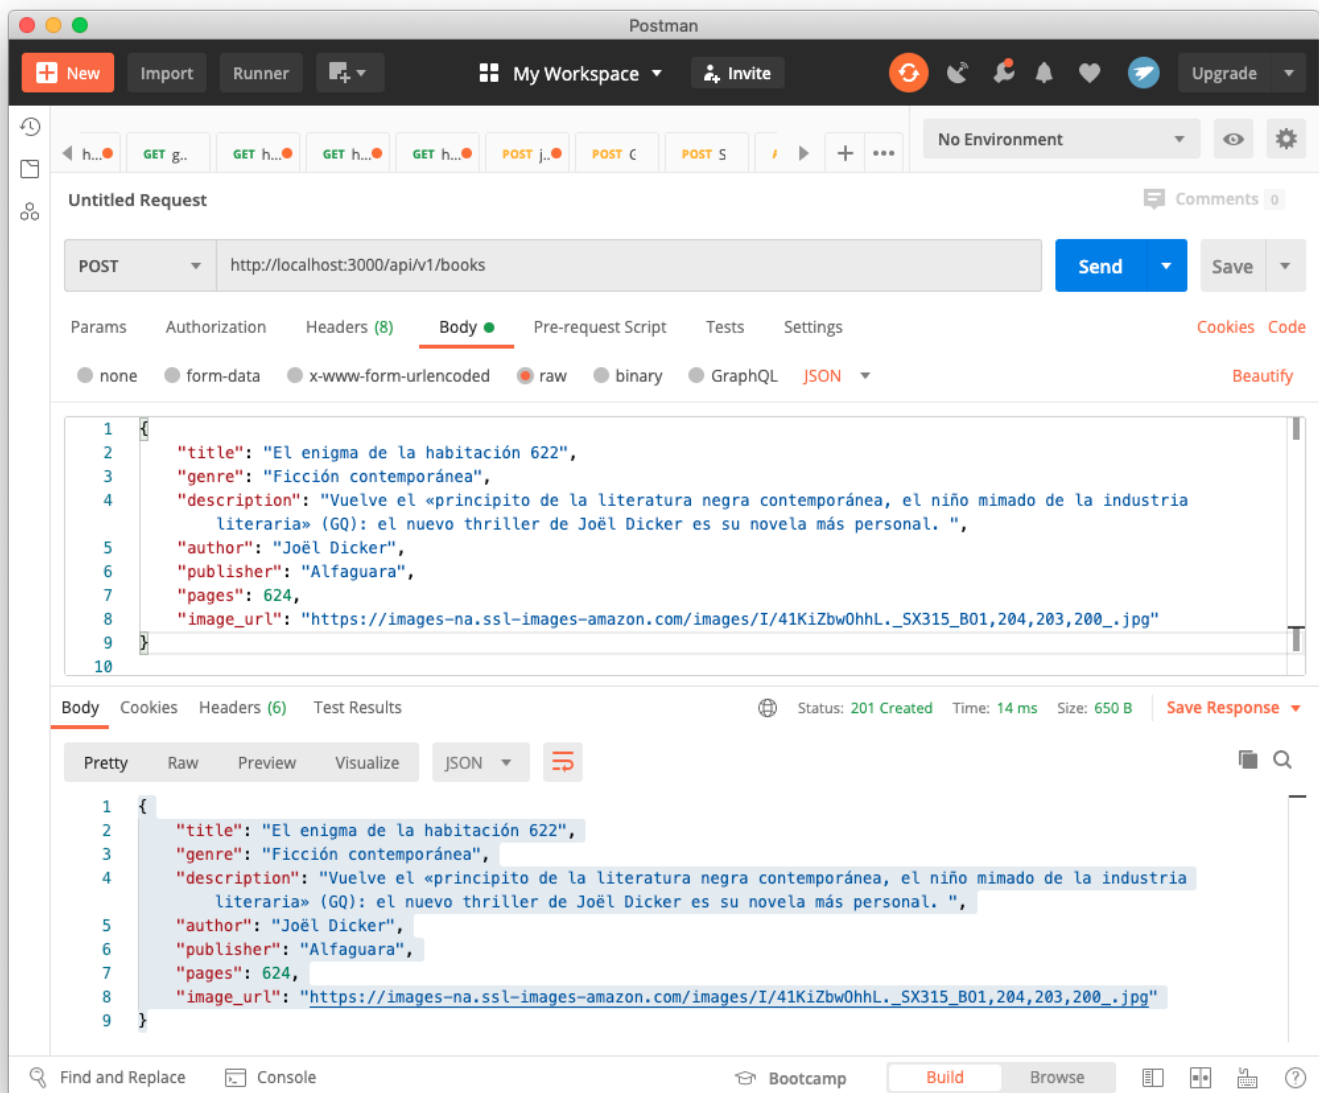 Postman
New Import Runner My Workspace Invite Upgrade
h... GET g.. GET h... GET h... GET h... POST j.. POST POST S No Environment
Untitled Request Comments 0
POST http://localhost:3000/api/v1/books Send Save
Params Authorization Headers (8) Body Pre-request Script Tests Settings Cookies Code
none form-data x-www-form-urlencoded raw binary GraphQL JSON Beautify
1 {
2 "title": "El enigma de la habitación 622",
3 "genre": "Ficción contemporánea",
4 "description": "Vuelve el «principito de la literatura negra contemporánea, el niño mimado de la industria
literaria» (GQ): el nuevo thriller de Joël Dicker es su novela más personal. ",
5 "author": "Joël Dicker",
6 "publisher": "Alfaguara",
7 "pages": 624,
8 "image_url": "https://images-na.ssl-images-amazon.com/images/I/41KiZbwOhhL._SX315_BO1,204,203,200_.jpg"
9 }
10
Body Cookies Headers (6) Test Results Status: 201 Created Time: 14 ms Size: 650 B Save Response
Pretty Raw Preview Visualize JSON
1 {
2 "title": "El enigma de la habitación 622",
3 "genre": "Ficción contemporánea",
4 "description": "Vuelve el «principito de la literatura negra contemporánea, el niño mimado de la industria
literaria» (GQ): el nuevo thriller de Joël Dicker es su novela más personal. ",
5 "author": "Joël Dicker",
6 "publisher": "Alfaguara",
7 "pages": 624,
8 "image_url": "https://images-na.ssl-images-amazon.com/images/I/41KiZbwOhhL._SX315_BO1,204,203,200_.jpg"
9 }
Find and Replace Console Bootcamp Build Browse